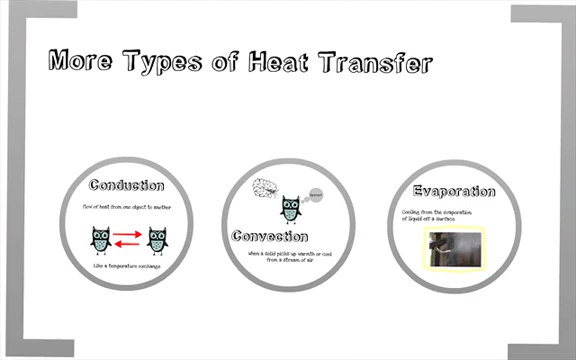 More Types of Heat Transfer
Conduction
flow of heat from one object to another
Like a temperature exchange
Convection
when a solid picks up warmth or cool
from a stream of air
Evaporation
Cooling from the evaporation
of liquid off a surface